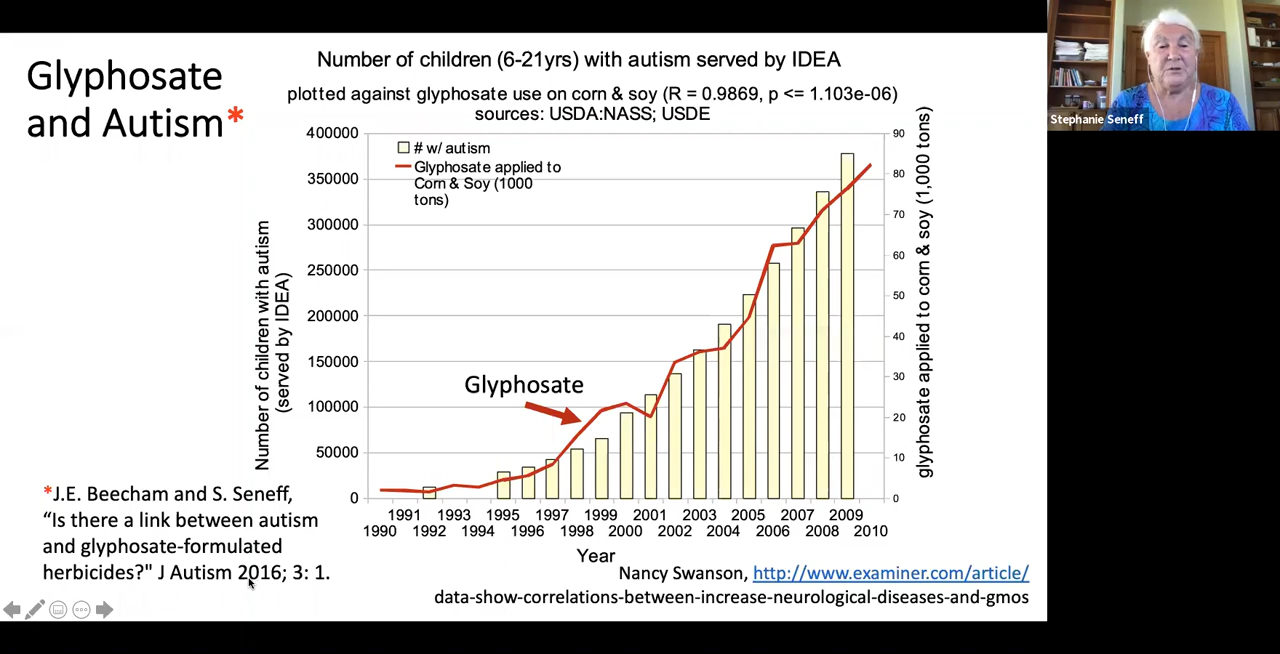 Glyphosate
and Autism*
Number of children (6-21yrs) with autism served by IDEA
plotted against glyphosate use on corn & soy (R = 0.9869, p <= 1.103e-06)
sources: USDA:NASS; USDE
Stephanie Seneff
# w/ autism
Glyphosate applied to
Corn & Soy (1000
tons)
400000
350000
300000
250000
200000
150000
100000
50000
0
Number of children with autism
(served by IDEA)
90
80
70
60
50
40
30
20
10
0
glyphosate applied to corn & soy (1,000 tons)
Glyphosate
1991 1993 1995 1997 1999 2001 2003 2005 2007 2009
1990 1992 1994 1996 1998 2000 2002 2004 2006 2008 2010
Year
*J.E. Beecham and S. Seneff,
“Is there a link between autism
and glyphosate-formulated
herbicides?" J Autism 2016; 3: 1.
Nancy Swanson, http://www.examiner.com/article/
data-show-correlations-between-increase-neurological-diseases-and-gmos